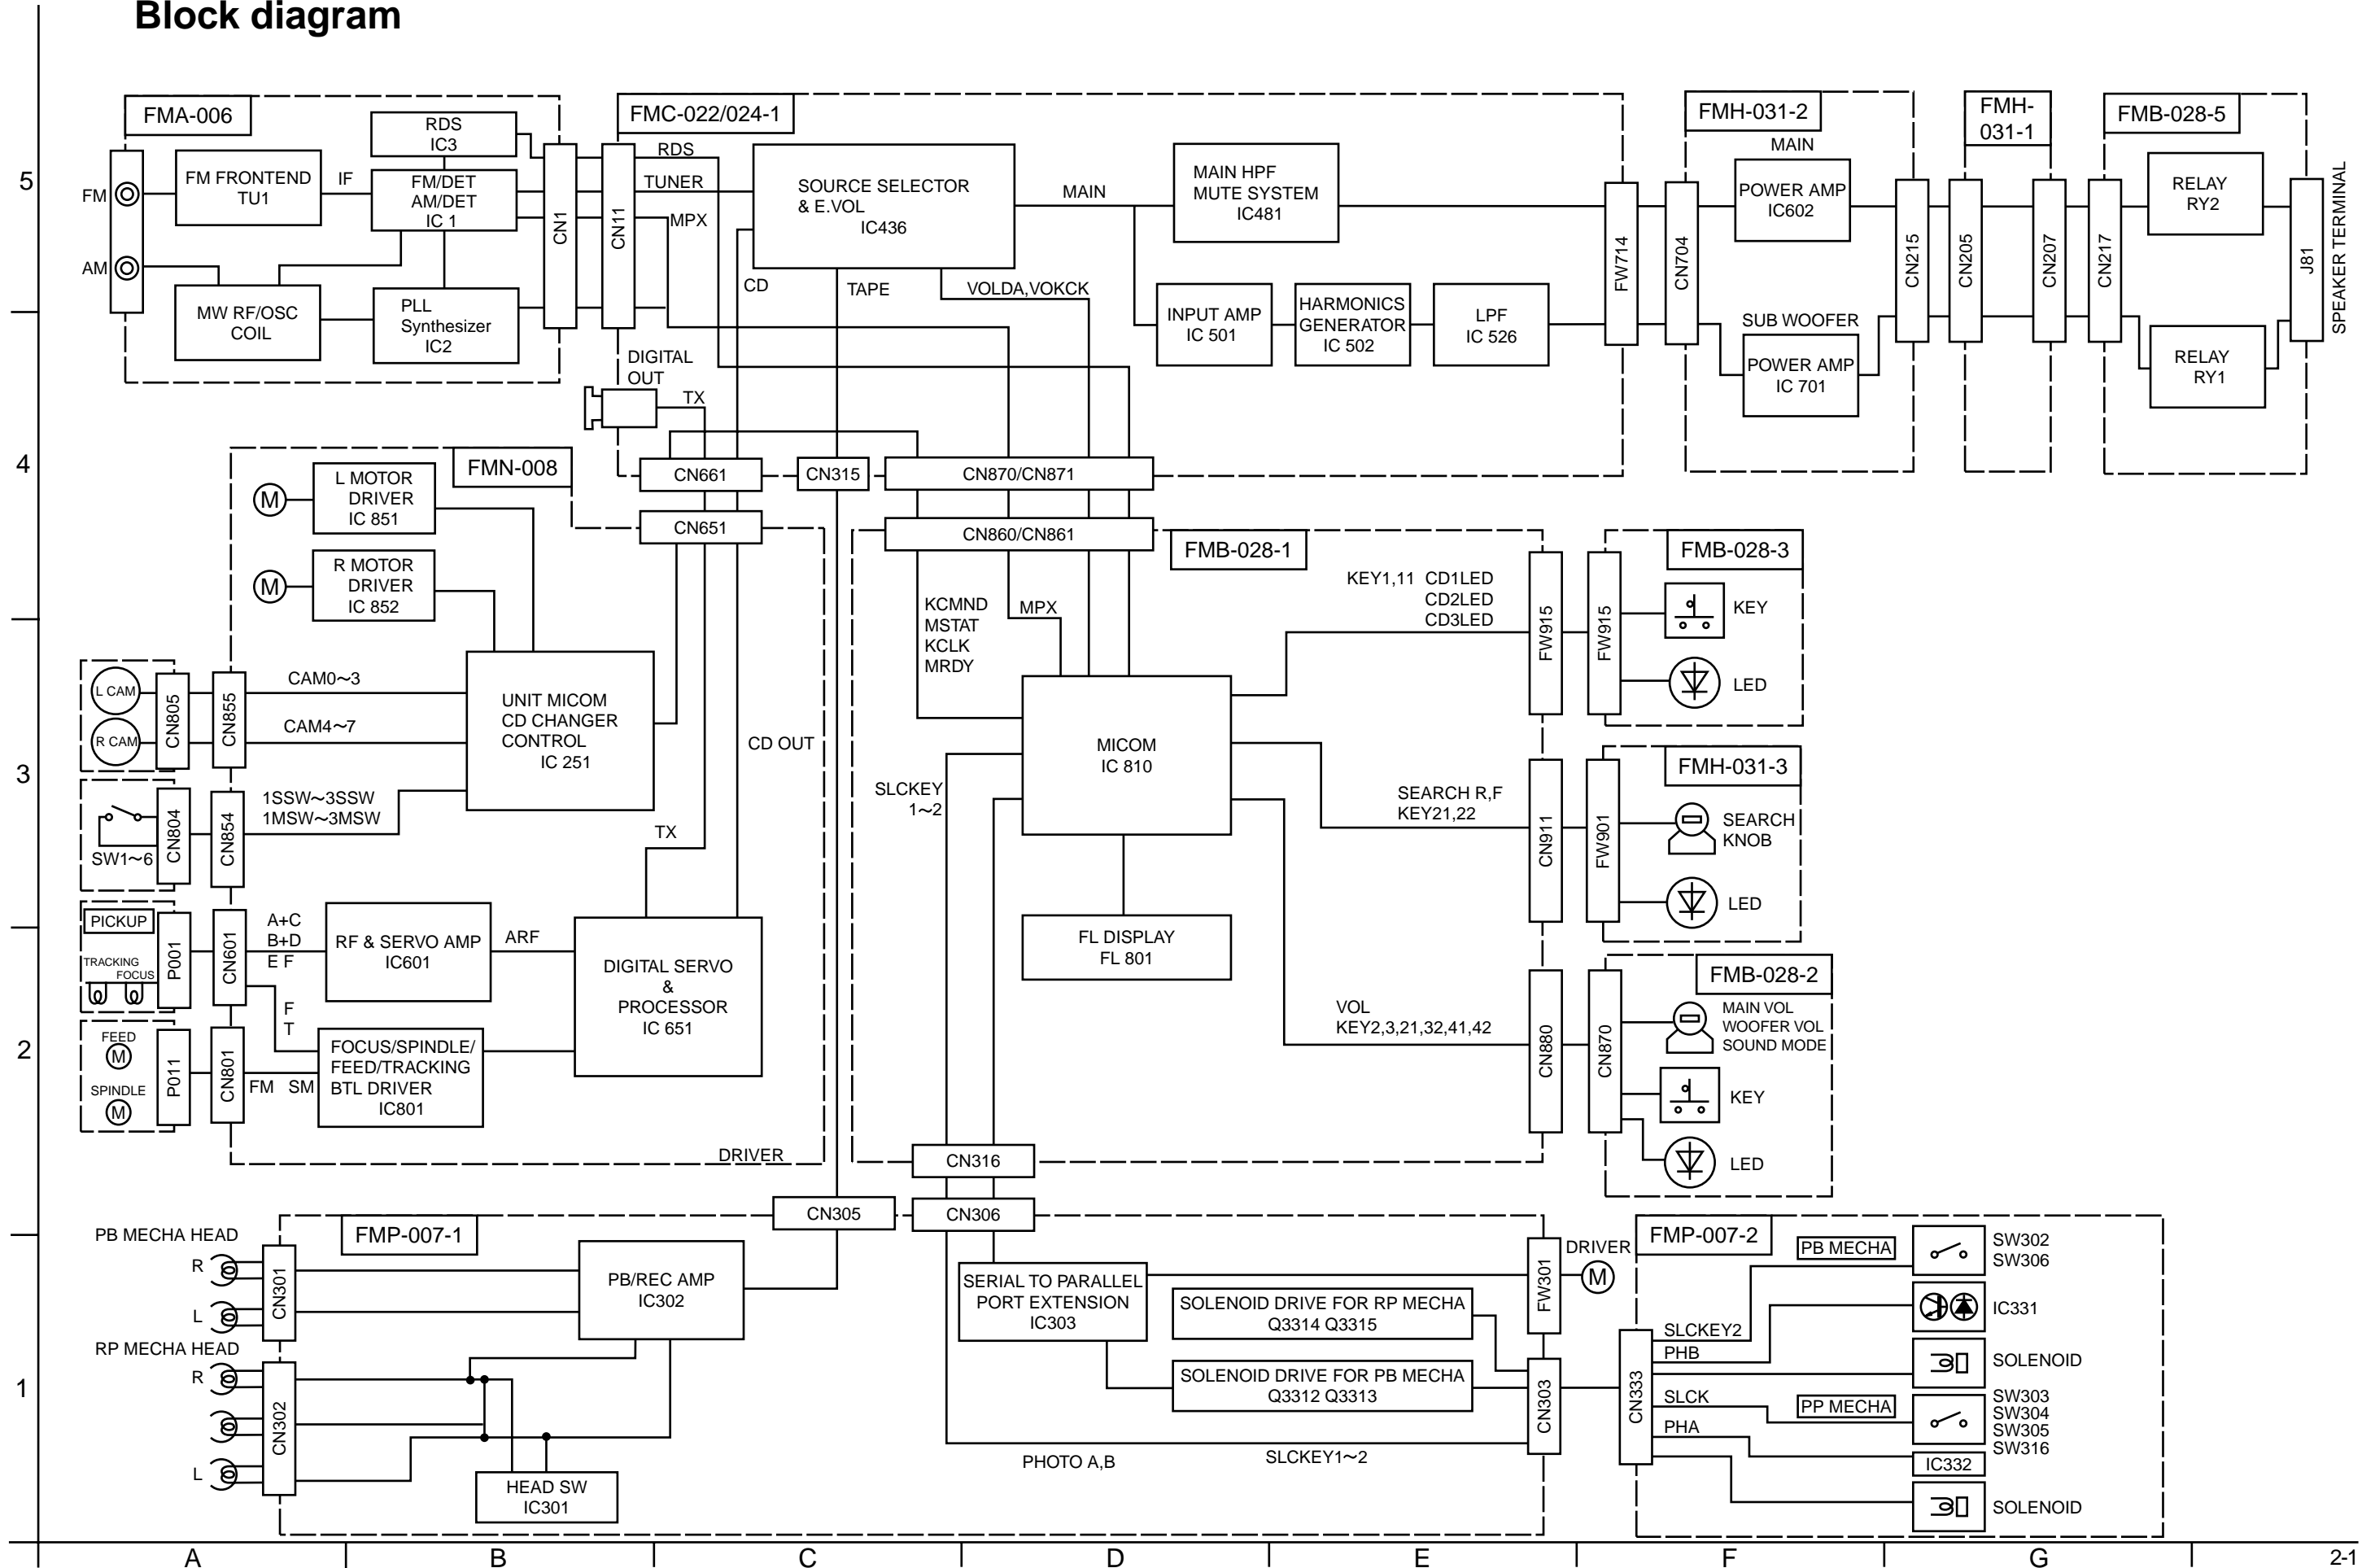 Block diagram
FMA-006
RDS
IC3
FM FRONTEND
TU1
IF
FM/DET
AM/DET
IC 1
FM
AM
MW RF/OSC
COIL
PLL
Synthesizer
IC2
CN1
FMC-022/024-1
CN11
RDS
TUNER
MPX
SOURCE SELECTOR
& E.VOL
IC436
CD
TAPE
VOLDA,VOKCK
MAIN
MAIN HPF
MUTE SYSTEM
IC481
INPUT AMP
IC 501
HARMONICS
GENERATOR
IC 502
LPF
IC 526
FW714
DIGITAL
OUT
TX
CN661
CN315
CN870/CN871
FMH-031-2
MAIN
POWER AMP
IC602
CN704
SUB WOOFER
POWER AMP
IC 701
CN215
FMH-
031-1
CN205
CN207
FMB-028-5
CN217
RELAY
RY2
RELAY
RY1
J81
SPEAKER TERMINAL
5
4
3
2
1
FMN-008
L MOTOR
DRIVER
IC 851
M
R MOTOR
DRIVER
IC 852
M
CN651
L CAM
R CAM
CN805
CN855
CAM0～3
CAM4～7
UNIT MICOM
CD CHANGER
CONTROL
IC 251
CD OUT
SW1～6
CN804
CN854
1SSW～3SSW
1MSW～3MSW
TX
PICKUP
TRACKING
FOCUS
P001
CN601
A+C
B+D
E F
RF & SERVO AMP
IC601
ARF
DIGITAL SERVO
&
PROCESSOR
IC 651
F
T
FEED
M
SPINDLE
M
P011
CN801
FM SM
FOCUS/SPINDLE/
FEED/TRACKING
BTL DRIVER
IC801
DRIVER
CN860/CN861
FMB-028-1
KCMND
MSTAT
KCLK
MRDY
MPX
KEY1,11 CD1LED
CD2LED
CD3LED
FW915
MICOM
IC 810
SLCKEY
1～2
SEARCH R,F
KEY21,22
CN911
FL DISPLAY
FL 801
VOL
KEY2,3,21,32,41,42
CN880
CN316
FMB-028-3
FW915
KEY
LED
FMH-031-3
FW901
SEARCH
KNOB
LED
FMB-028-2
CN870
MAIN VOL
WOOFER VOL
SOUND MODE
KEY
LED
CN305
CN306
PB MECHA HEAD
R
L
CN301
RP MECHA HEAD
R
L
CN302
FMP-007-1
PB/REC AMP
IC302
HEAD SW
IC301
SERIAL TO PARALLEL
PORT EXTENSION
IC303
SOLENOID DRIVE FOR RP MECHA
Q3314 Q3315
SOLENOID DRIVE FOR PB MECHA
Q3312 Q3313
PHOTO A,B
SLCKEY1～2
FW301
DRIVER
M
CN303
FMP-007-2
CN333
PB MECHA
SW302
SW306
IC331
SLCKEY2
PHB
SOLENOID
SLCK
PP MECHA
SW303
SW304
SW305
SW316
PHA
IC332
SOLENOID
A
B
C
D
E
F
G
2-1